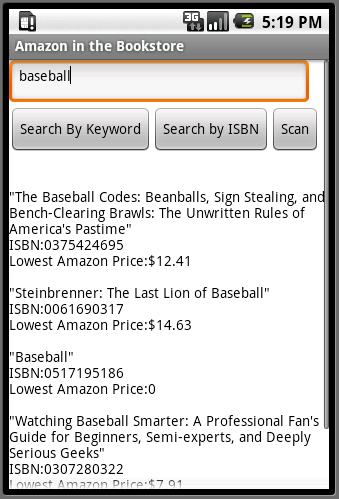 3G 5:19 PM
Amazon in the Bookstore
baseball
Search By Keyword Search by ISBN Scan
"The Baseball Codes: Beanballs, Sign Stealing, and
Bench-Clearing Brawls: The Unwritten Rules of
America's Pastime"
ISBN:0375424695
Lowest Amazon Price:$12.41
"Steinbrenner: The Last Lion of Baseball"
ISBN:0061690317
Lowest Amazon Price:$14.63
"Baseball"
ISBN:0517195186
Lowest Amazon Price:0
"Watching Baseball Smarter: A Professional Fan's
Guide for Beginners, Semi-experts, and Deeply
Serious Geeks"
ISBN:0307280322
Lowest Amazon Price:$7.91